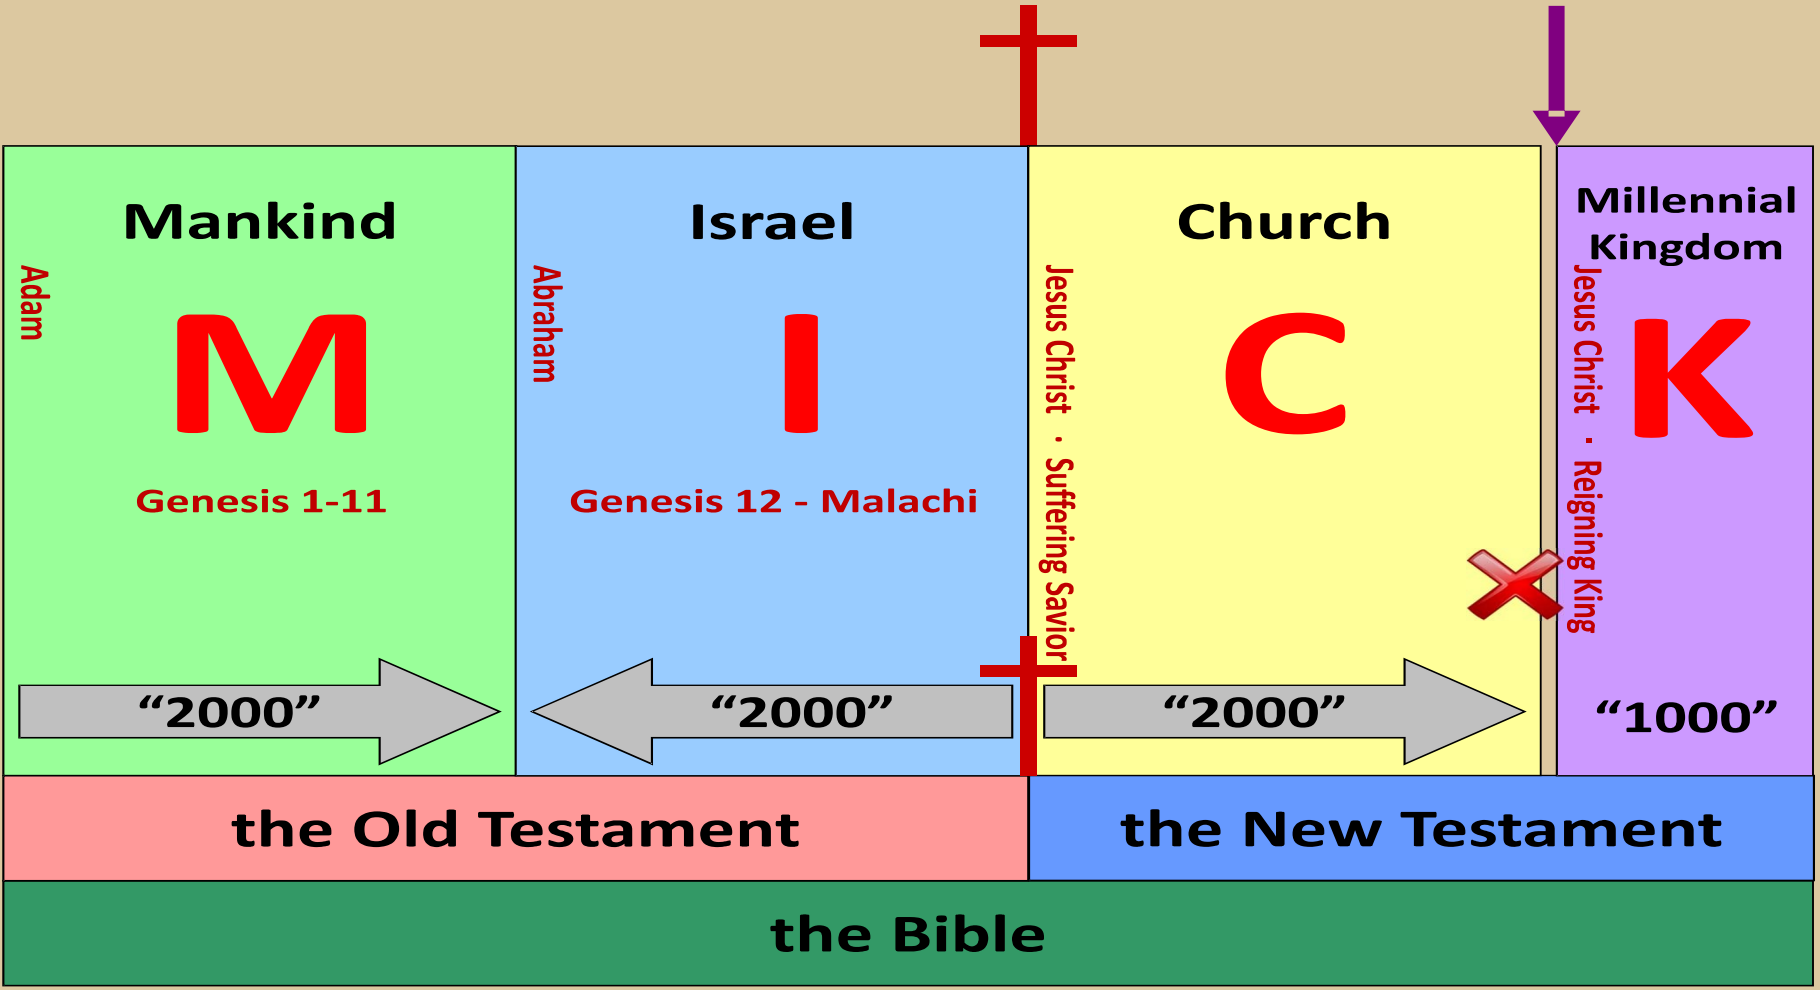 Mankind
Adam
M
Genesis 1-11
“2000”
Israel
Abraham
I
Genesis 12 - Malachi
“2000”
Church
Jesus Christ · Suffering Savior
C
“2000”
Millennial
Kingdom
Jesus Christ - Reigning King
K
“1000”
the Old Testament
the New Testament
the Bible